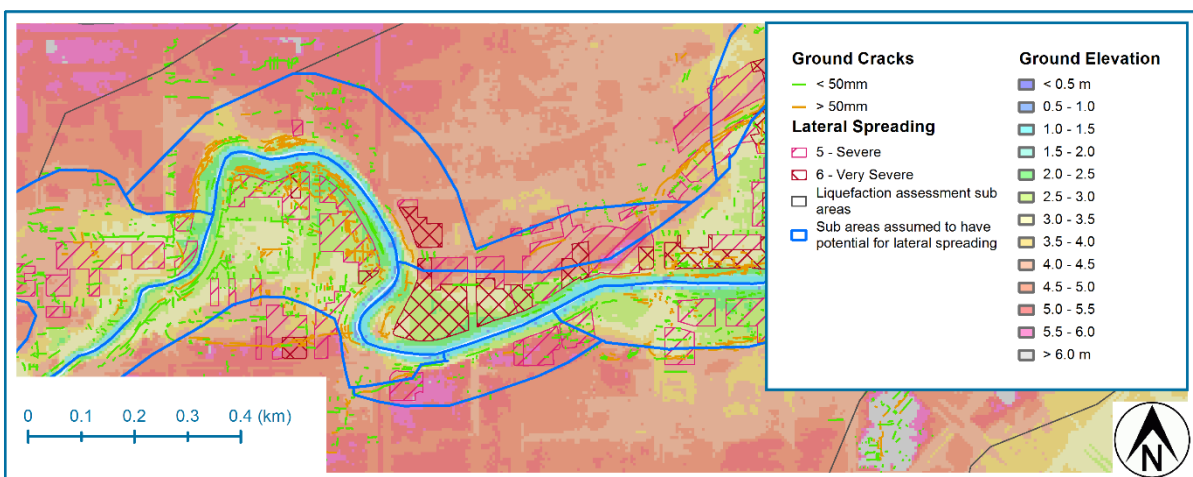 Ground Cracks
< 50mm
> 50mm
Lateral Spreading
5 - Severe
6 - Very Severe
Liquefaction assessment sub
areas
Sub areas assumed to have
potential for lateral spreading
Ground Elevation
< 0.5 m
0.5 - 1.0
1.0 - 1.5
1.5 - 2.0
2.0 - 2.5
2.5 - 3.0
3.0 - 3.5
3.5 - 4.0
4.0 - 4.5
4.5 - 5.0
5.0 - 5.5
5.5 - 6.0
> 6.0 m
0 0.1 0.2 0.3 0.4 (km)
N